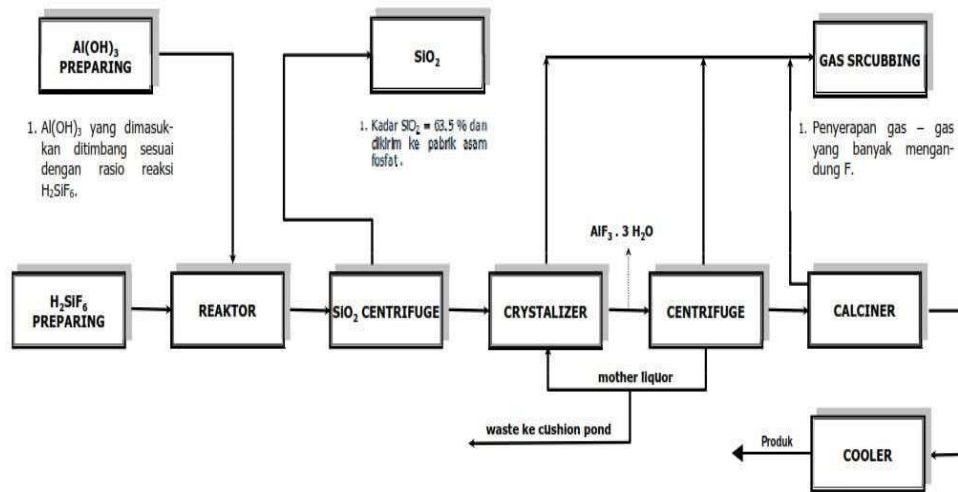 Al(OH)₃
PREPARING
SiO₂
GAS SRCUBBING
1. Al(OH)₃ yang dimasuk-
kan ditimbang sesuai
dengan rasio reaksi
H₂SiF₆.
1. Kadar SiO₂ = 63.5 % dan
dikirim ke pabrik asam
fosfat.
1. Penyerapan gas – gas
yang banyak mengan-
dung F.
AlF₃ . 3 H₂O
H₂SiF₆
PREPARING
REAKTOR
SiO₂ CENTRIFUGE
CRYSTALIZER
CENTRIFUGE
CALCINER
mother liquor
waste ke cushion pond
Produk
COOLER